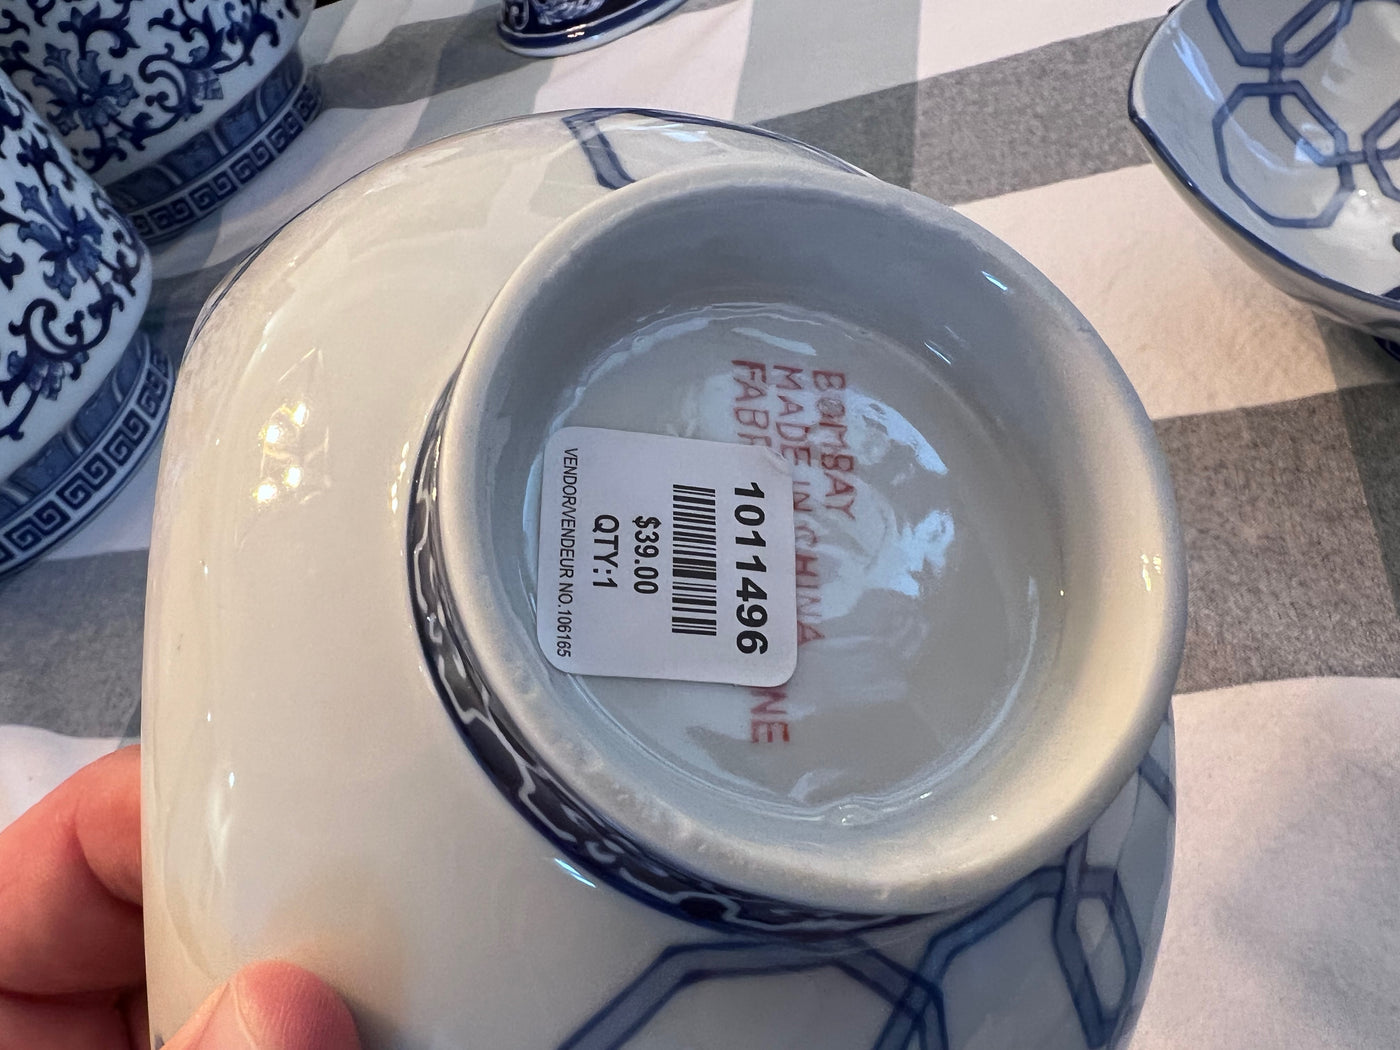 BOMBAY
MADE IN CHINA
FABR NE
1011496
$39.00
QTY:1
VENDOR/VENDEUR NO.106165